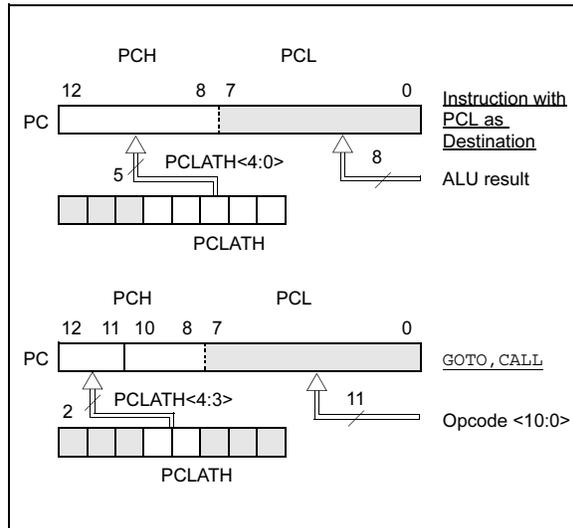 PCH PCL
12 8 7 0
PC
Instruction with
PCL as
Destination
5 PCLATH<4:0> 8
ALU result
PCLATH
PCH PCL
12 11 10 8 7 0
PC GOTO, CALL
2 PCLATH<4:3> 11
Opcode <10:0>
PCLATH